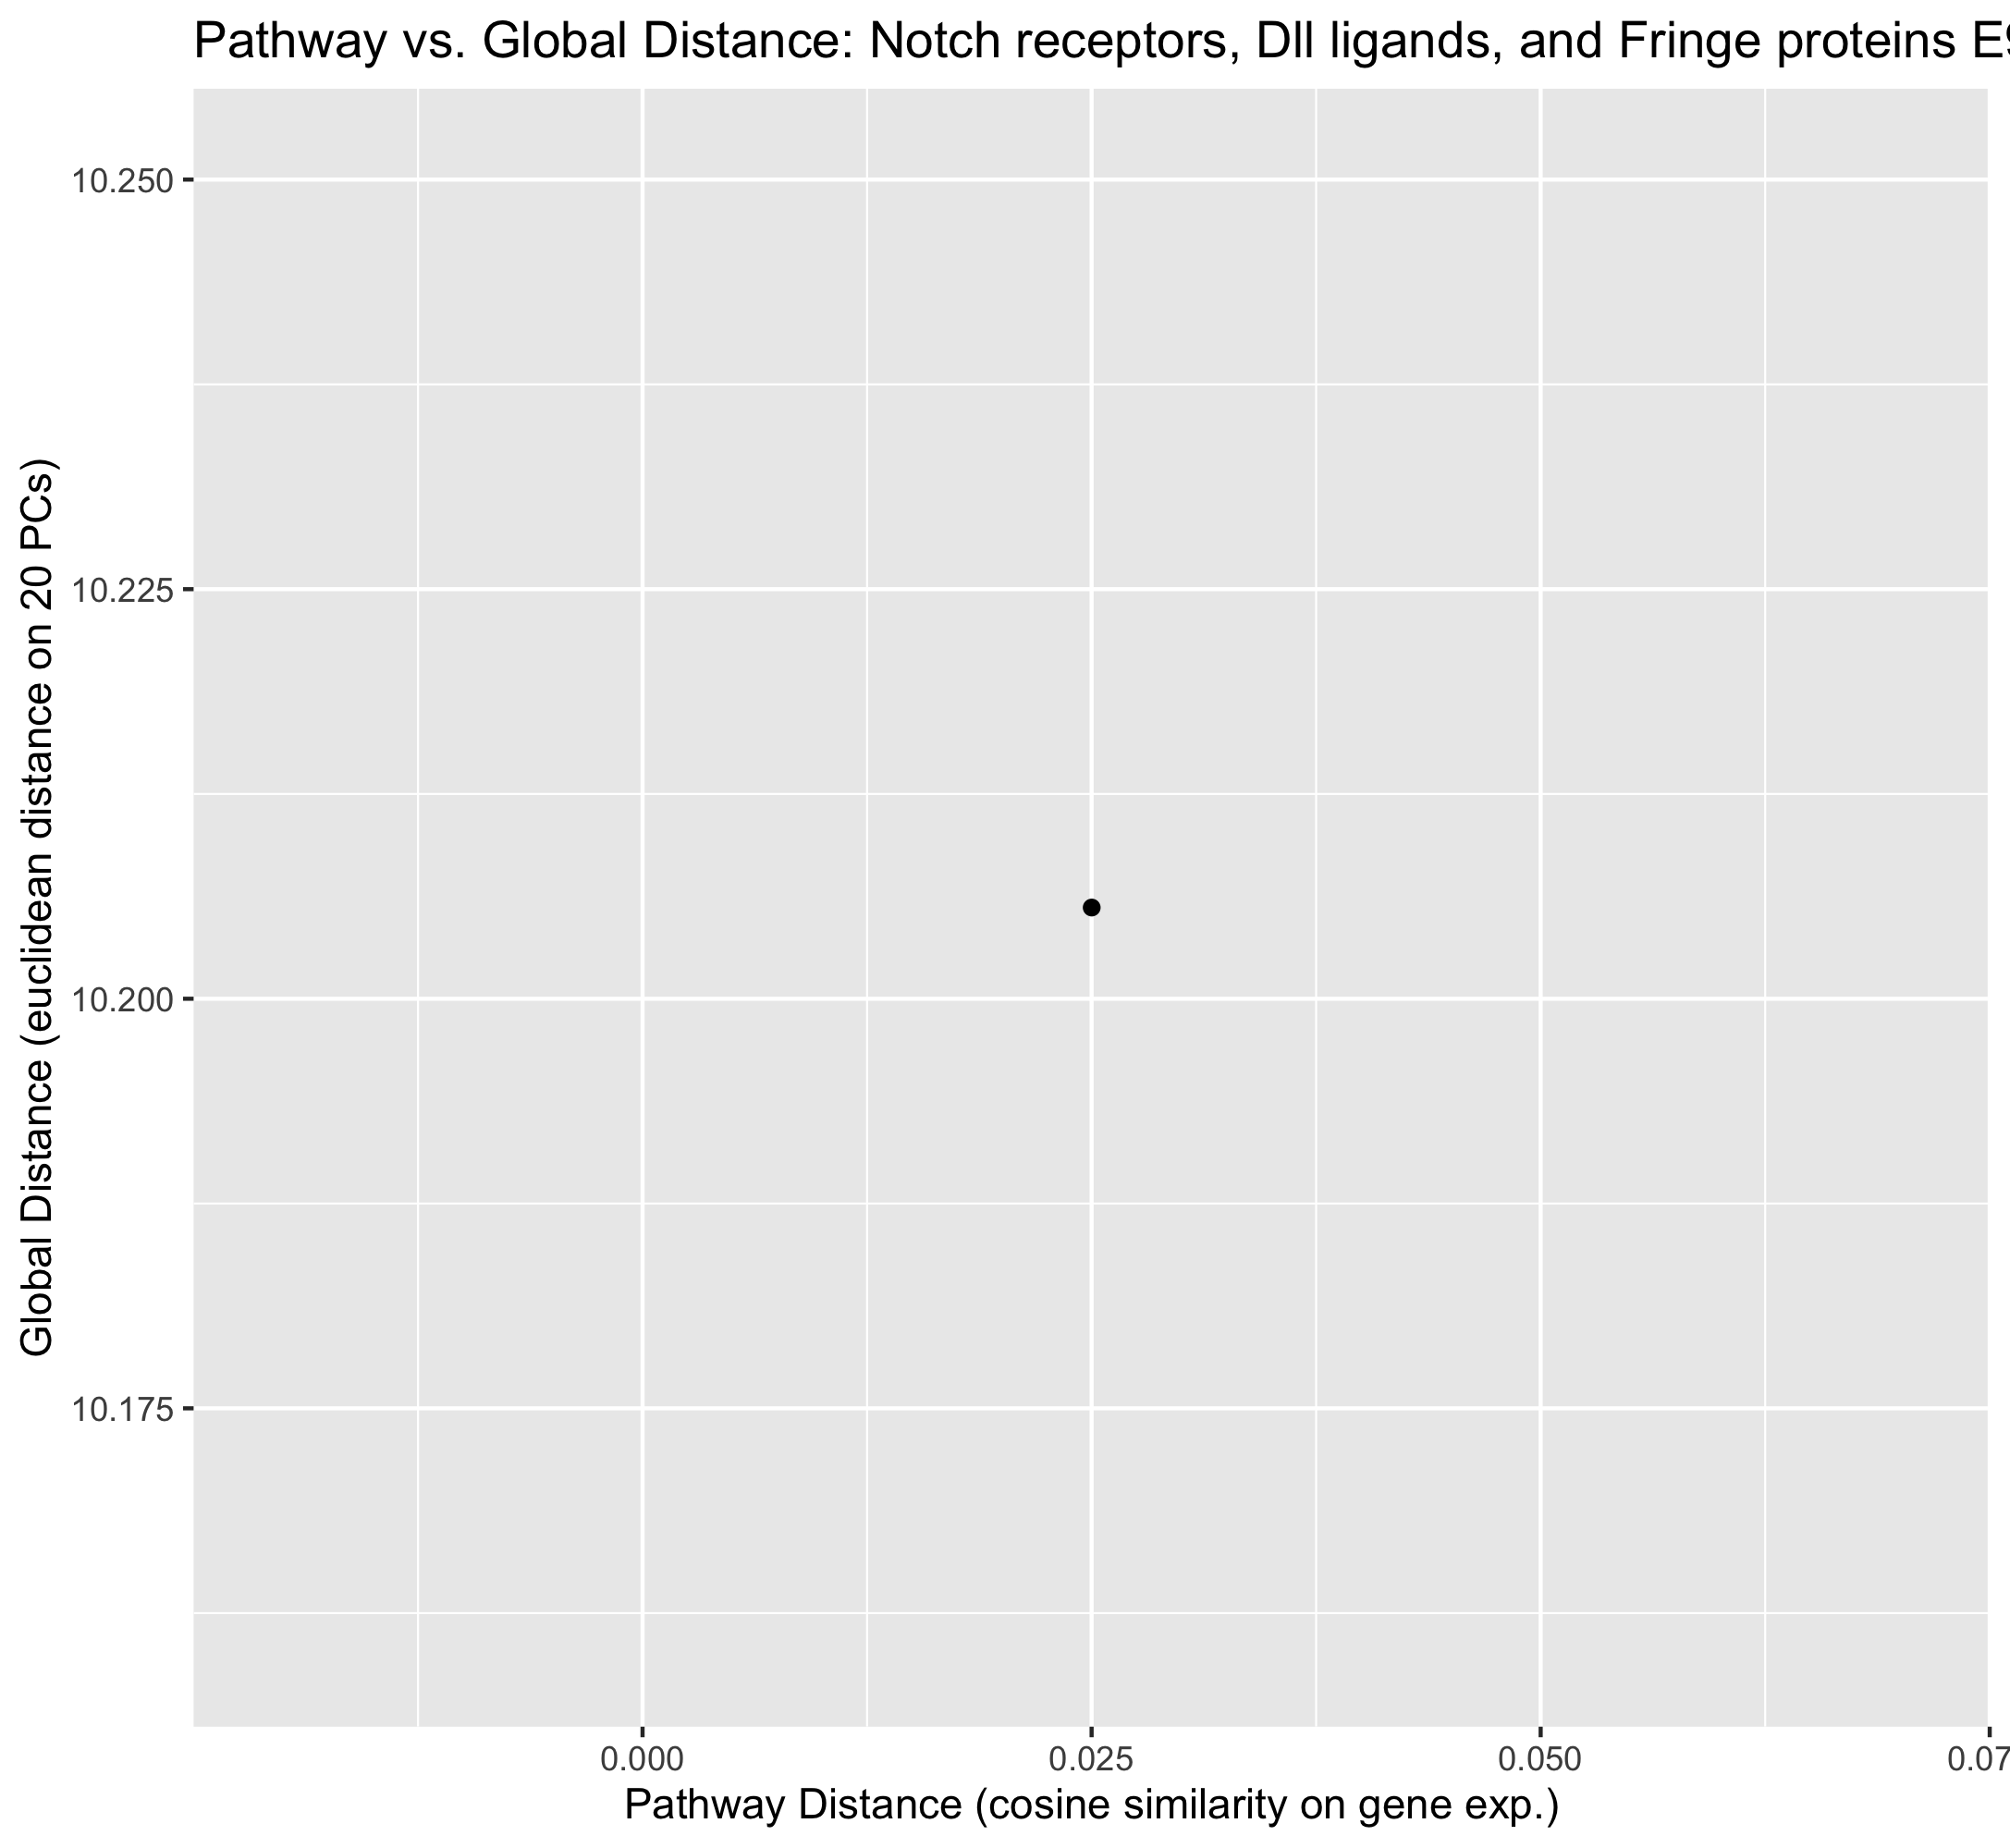 Pathway vs. Global Distance: Notch receptors, Dll ligands, and Fringe proteins
10.250
10.225
10.200
10.175
Global Distance (euclidean distance on 20 PCs)
0.000 0.025 0.050 0.07
Pathway Distance (cosine similarity on gene exp.)